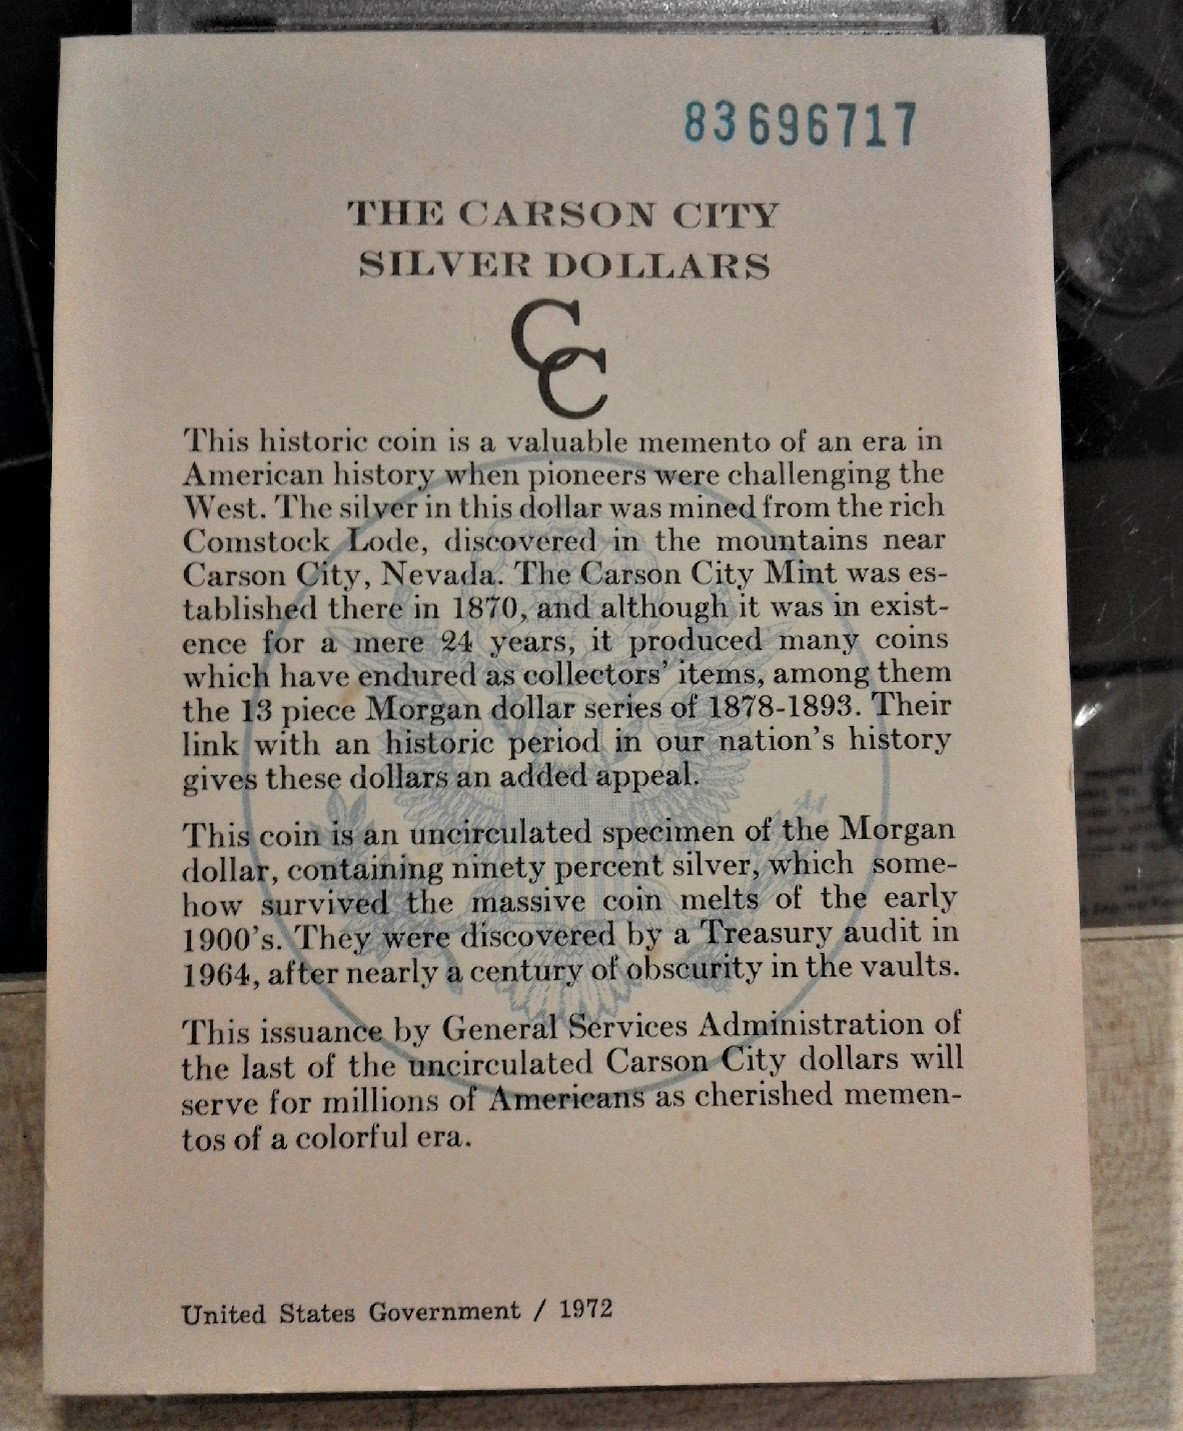 83696717
THE CARSON CITY
SILVER DOLLARS
CC
This historic coin is a valuable memento of an era in
American history when pioneers were challenging the
West. The silver in this dollar was mined from the rich
Comstock Lode, discovered in the mountains near
Carson City, Nevada. The Carson City Mint was es-
tablished there in 1870, and although it was in exist-
ence for a mere 24 years, it produced many coins
which have endured as collectors' items, among them
the 13 piece Morgan dollar series of 1878-1893. Their
link with an historic period in our nation's history
gives these dollars an added appeal.
This coin is an uncirculated specimen of the Morgan
dollar, containing ninety percent silver, which some-
how survived the massive coin melts of the early
1900's. They were discovered by a Treasury audit in
1964, after nearly a century of obscurity in the vaults.
This issuance by General Services Administration of
the last of the uncirculated Carson City dollars will
serve for millions of Americans as cherished memen-
tos of a colorful era.
United States Government / 1972